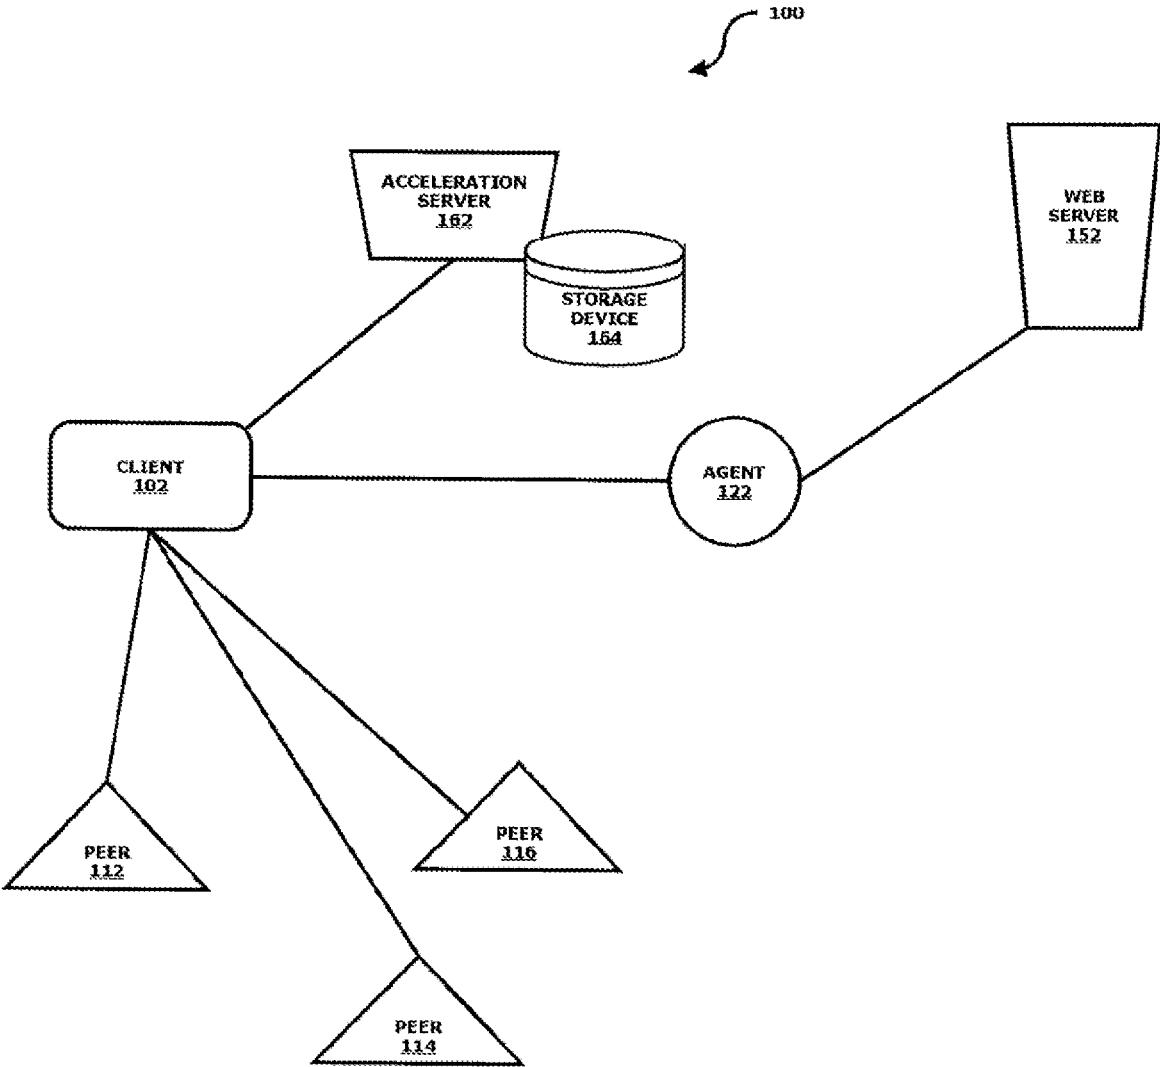 100
ACCELERATION
SERVER
162
STORAGE
DEVICE
164
WEB
SERVER
152
CLIENT
102
AGENT
122
PEER
112
PEER
116
PEER
114